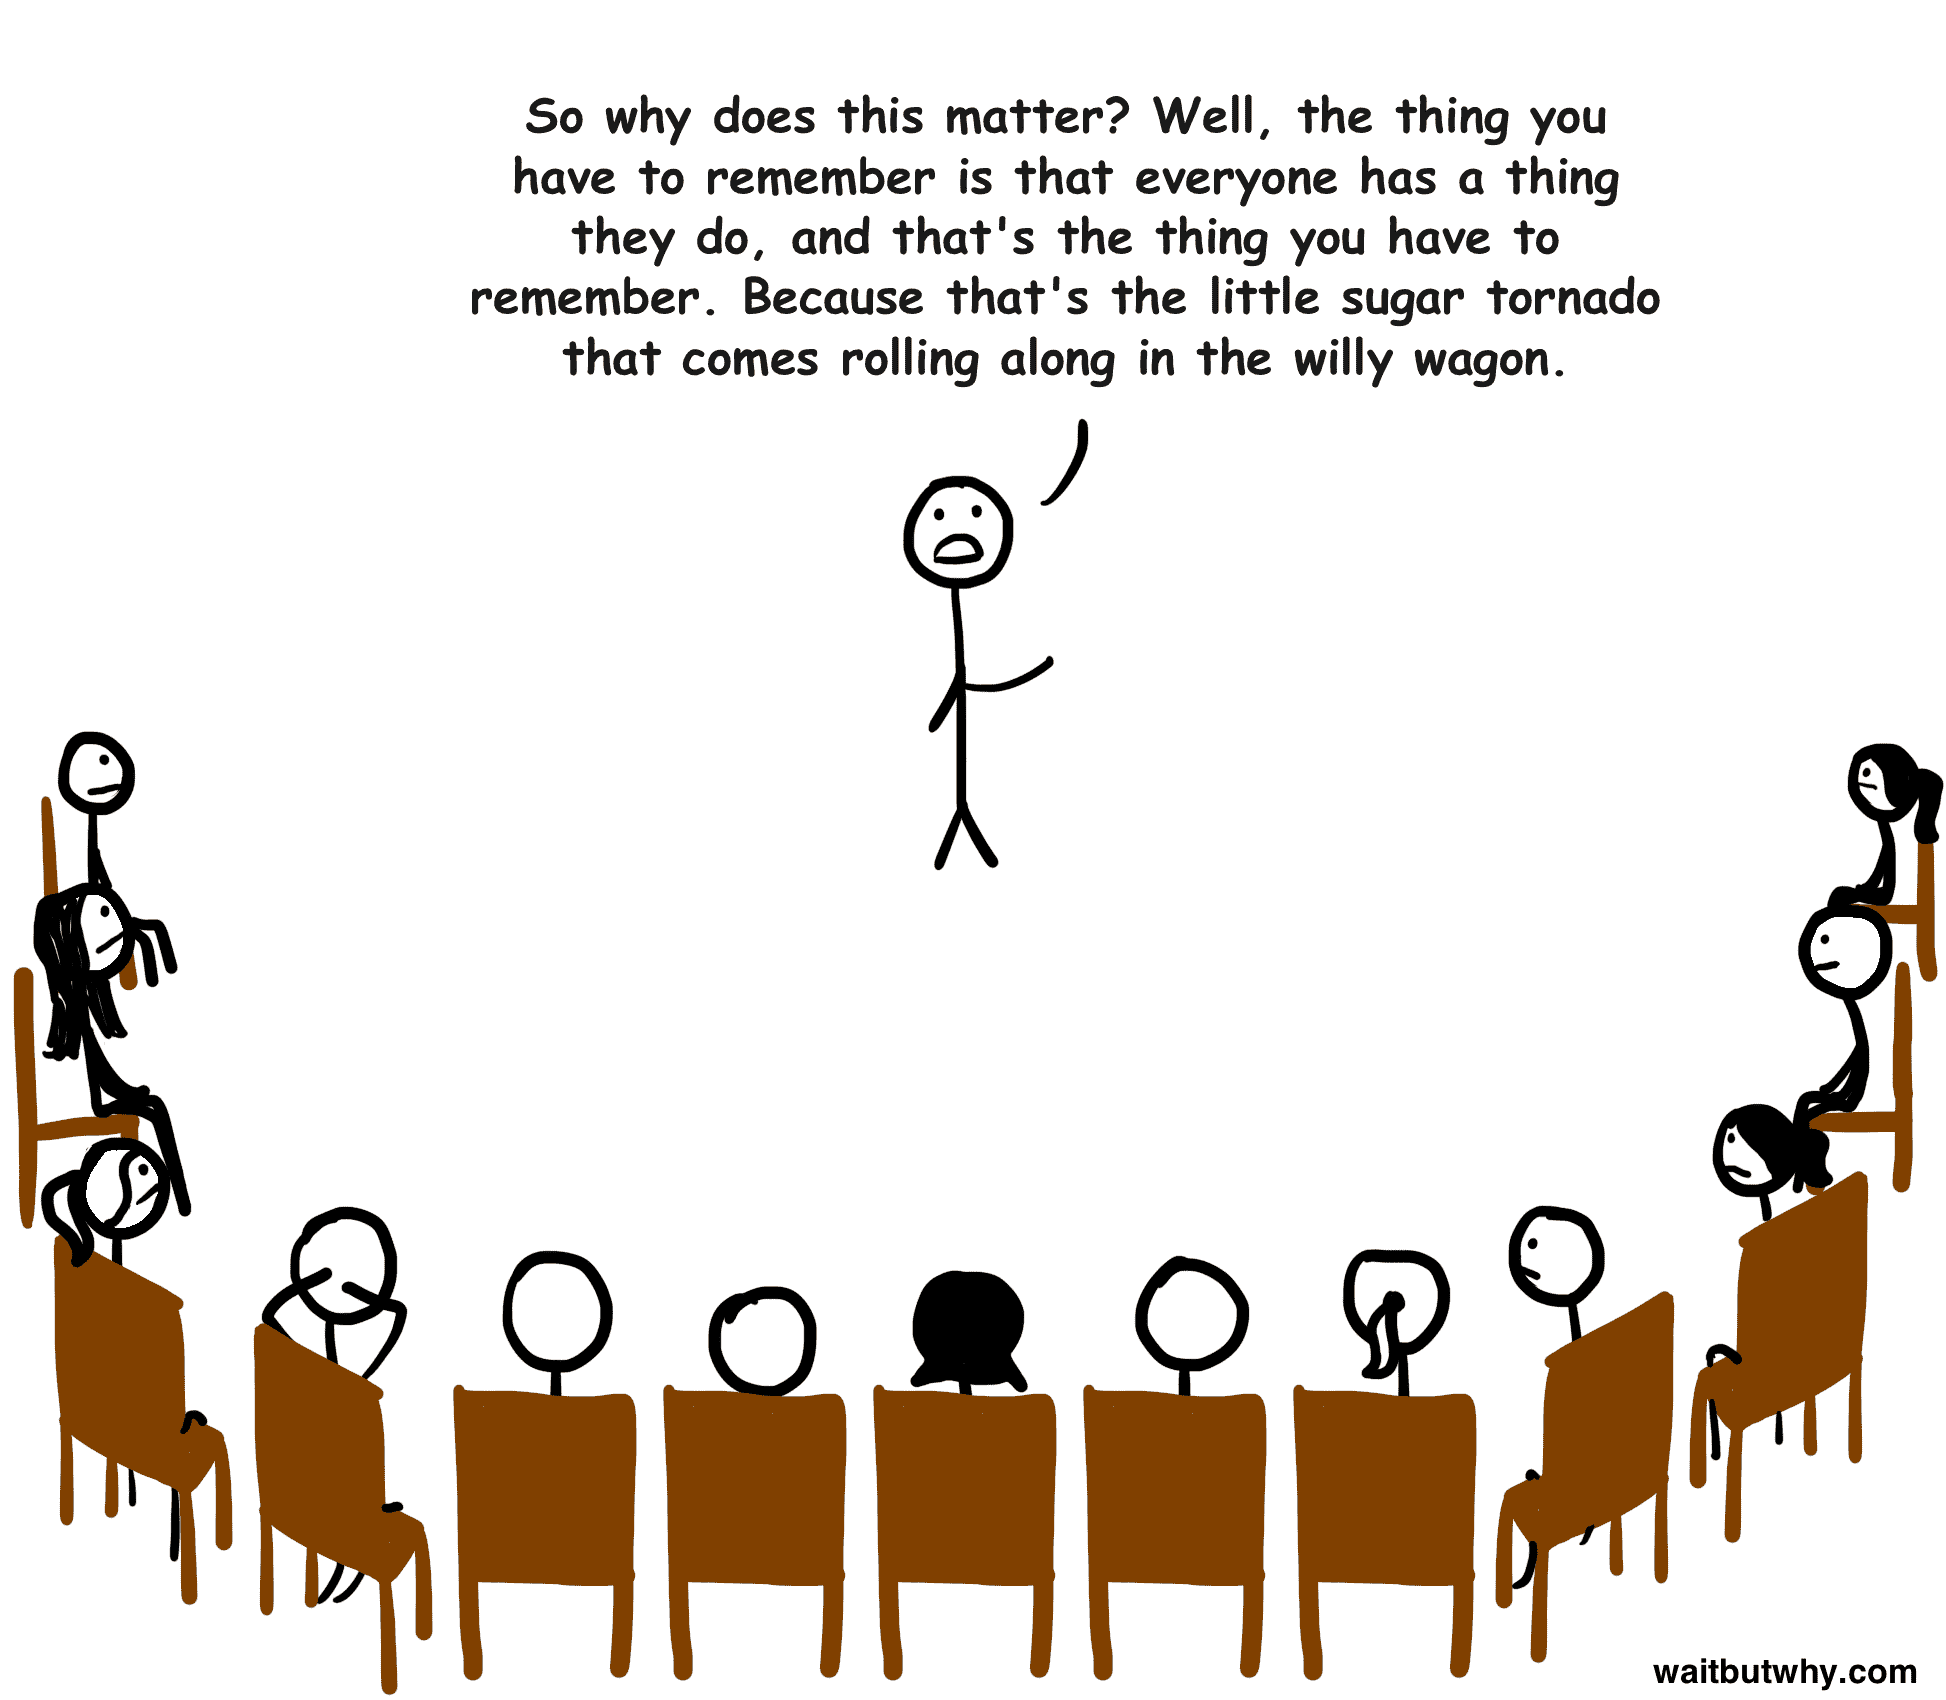 So why does this matter? Well, the thing you
have to remember is that everyone has a thing
they do, and that's the thing you have to
remember. Because that's the little sugar tornado
that comes rolling along in the willy wagon.
waitbutwhy.com